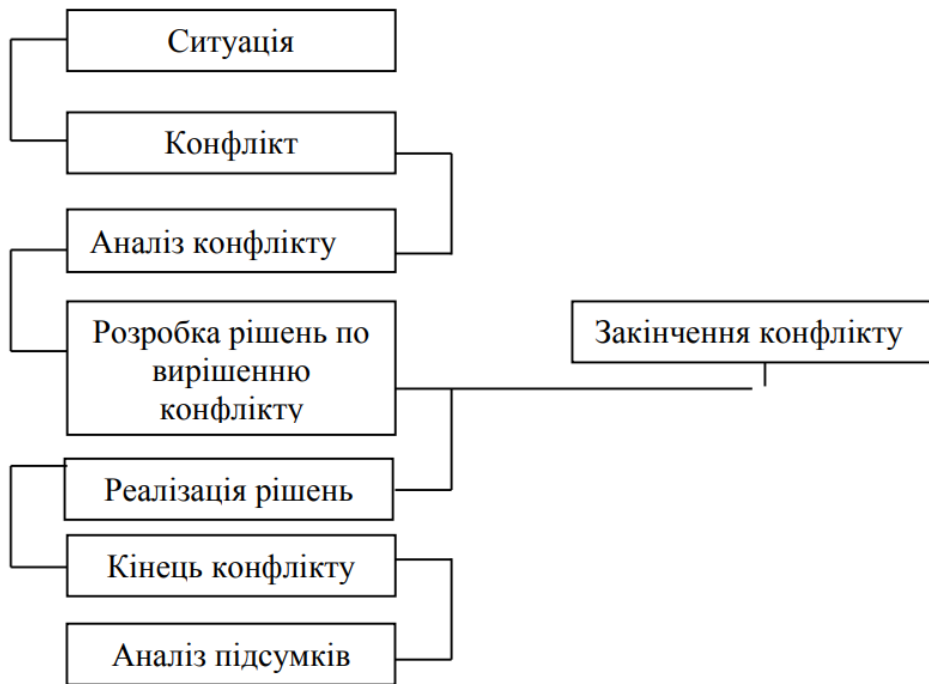 Ситуація
Конфлікт
Аналіз конфлікту
Розробка рішень по
вирішенню
конфлікту
Закінчення конфлікту
Реалізація рішень
Кінець конфлікту
Аналіз підсумків